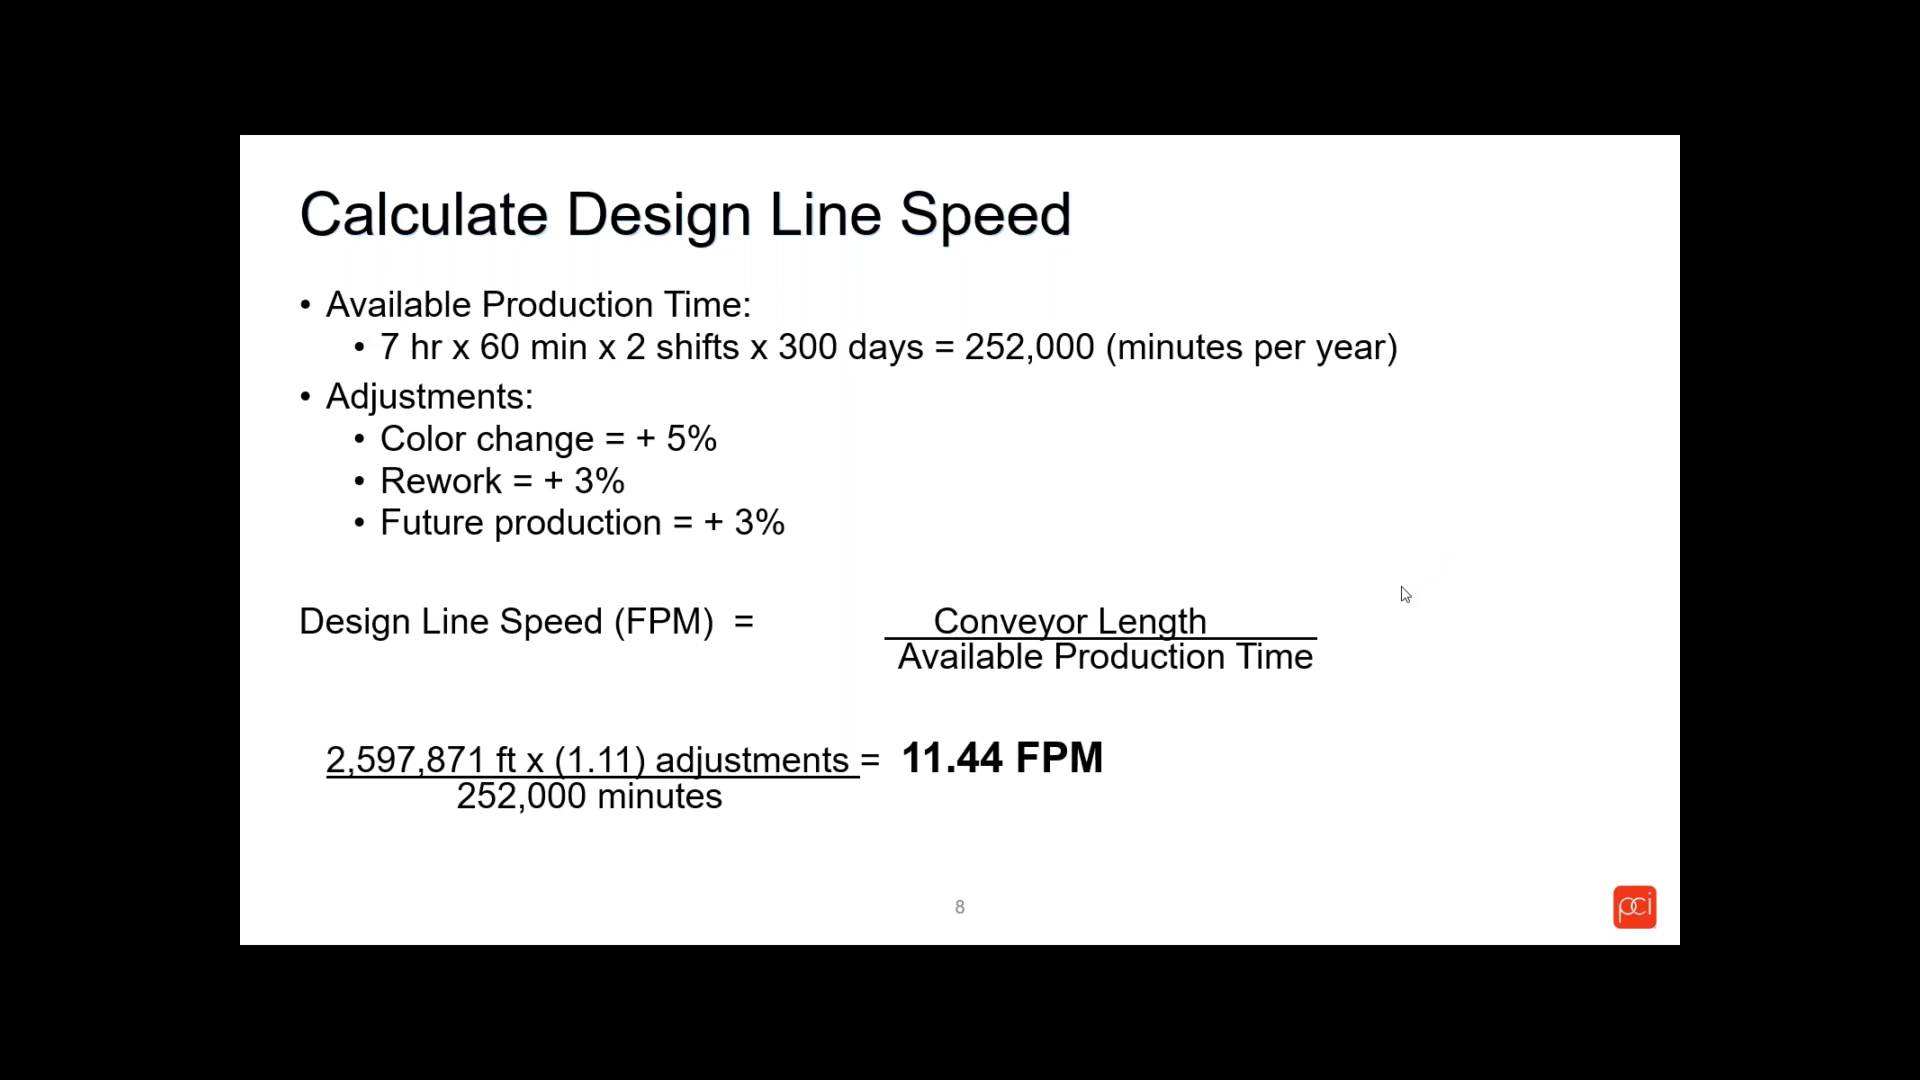 Calculate Design Line Speed
• Available Production Time:
• 7 hr x 60 min x 2 shifts x 300 days = 252,000 (minutes per year)
• Adjustments:
• Color change = + 5%
• Rework = + 3%
• Future production = + 3%
Design Line Speed (FPM) = Conveyor Length
Available Production Time
2,597,871 ft x (1.11) adjustments = 11.44 FPM
252,000 minutes
8
pci